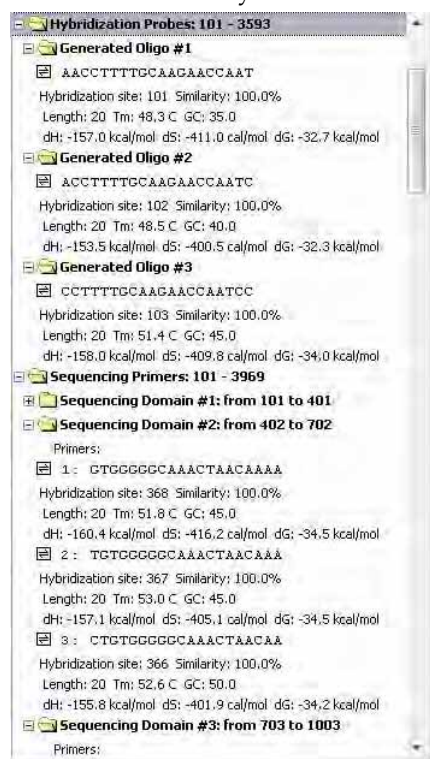 Hybridization Probes: 101 - 3593
Generated Oligo #1
AACCTTTTGCAAGAACCAAT
Hybridization site: 101 Similarity: 100.0%
Length: 20 Tm: 48.3 C GC: 35.0
dH: -157.0 kcal/mol dS: -411.0 cal/mol dG: -32.7 kcal/mol
Generated Oligo #2
ACCTTTTGCAAGAACCAATC
Hybridization site: 102 Similarity: 100.0%
Length: 20 Tm: 48.5 C GC: 40.0
dH: -153.5 kcal/mol dS: -400.5 cal/mol dG: -32.3 kcal/mol
Generated Oligo #3
CCTTTTGCAAGAACCAATCC
Hybridization site: 103 Similarity: 100.0%
Length: 20 Tm: 51.4 C GC: 45.0
dH: -158.0 kcal/mol dS: -409.8 cal/mol dG: -34.0 kcal/mol
Sequencing Primers: 101 - 3969
Sequencing Domain #1: from 101 to 401
Sequencing Domain #2: from 402 to 702
Primers:
1: GTGGGGGCAAACTAACAAAA
Hybridization site: 368 Similarity: 100.0%
Length: 20 Tm: 51.8 C GC: 45.0
dH: -160.4 kcal/mol dS: -416.2 cal/mol dG: -34.5 kcal/mol
2: TGTGGGGGCAAACTAACAAA
Hybridization site: 367 Similarity: 100.0%
Length: 20 Tm: 53.0 C GC: 45.0
dH: -157.1 kcal/mol dS: -405.1 cal/mol dG: -34.5 kcal/mol
3: CTGTGGGGGCAAACTAACAA
Hybridization site: 366 Similarity: 100.0%
Length: 20 Tm: 52.6 C GC: 50.0
dH: -155.8 kcal/mol dS: -401.9 cal/mol dG: -34.2 kcal/mol
Sequencing Domain #3: from 703 to 1003
Primers: